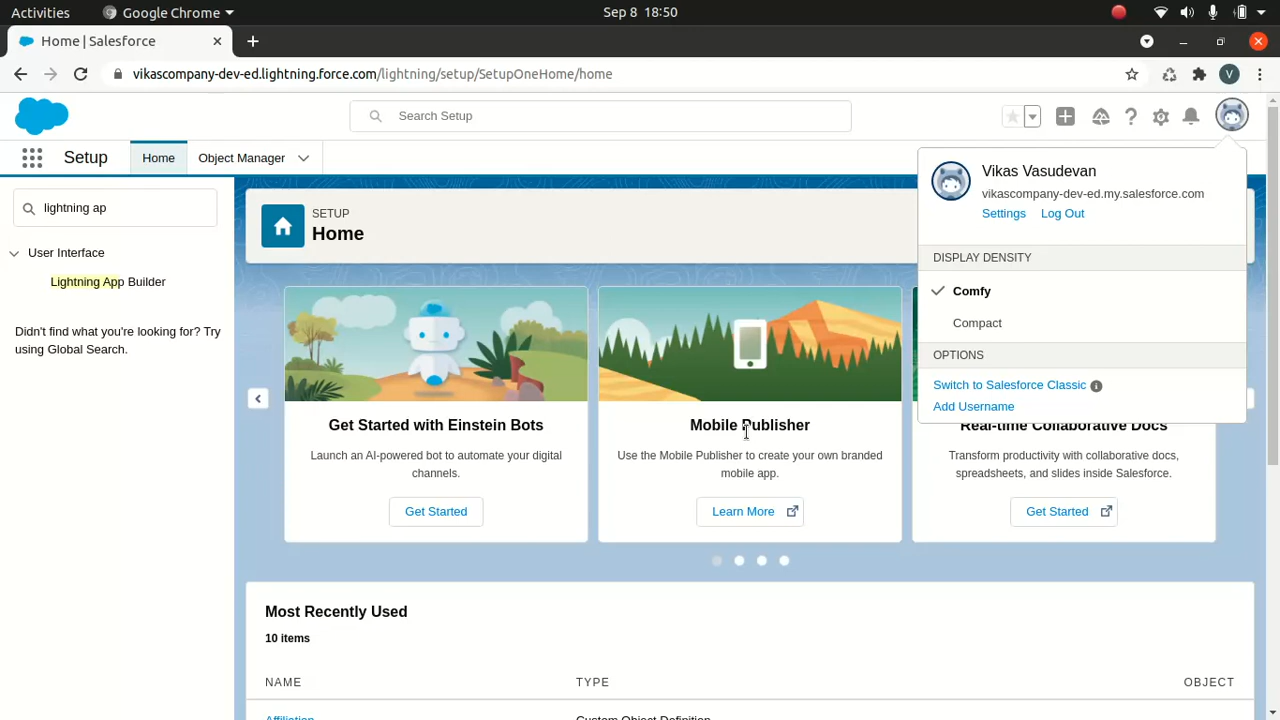 Activities Google Chrome Sep 8 18:50
Home | Salesforce
vikascompany-dev-ed.lightning.force.com/lightning/setup/SetupOneHome/home V
Search Setup
Setup Home Object Manager
lightning ap
User Interface
Lightning App Builder
Didn't find what you're looking for? Try
using Global Search.
SETUP
Home
Vikas Vasudevan
vikascompany-dev-ed.my.salesforce.com
Settings Log Out
DISPLAY DENSITY
Comfy
Compact
OPTIONS
Switch to Salesforce Classic
Add Username
Get Started with Einstein Bots
Launch an AI-powered bot to automate your digital
channels.
Get Started
Mobile Publisher
Use the Mobile Publisher to create your own branded
mobile app.
Learn More
Real-time Collaborative Docs
Transform productivity with collaborative docs,
spreadsheets, and slides inside Salesforce.
Get Started
Most Recently Used
10 items
NAME TYPE OBJECT
Affiliation Custom Object Definition